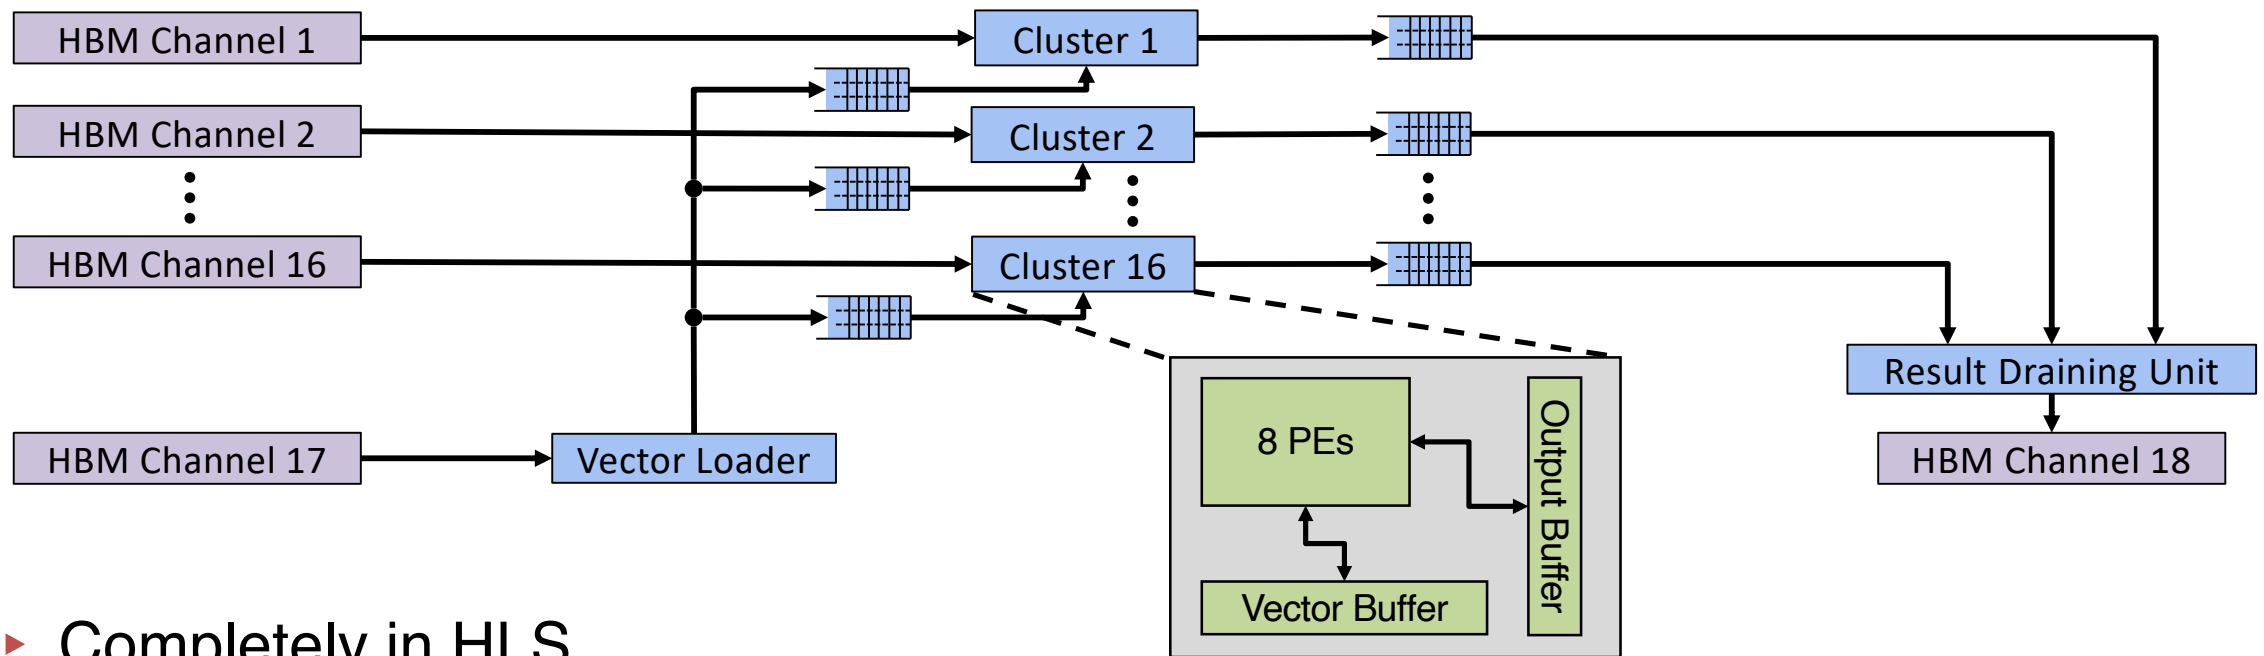 HBM Channel 1
Cluster 1
HBM Channel 2
Cluster 2
HBM Channel 16
Cluster 16
Result Draining Unit
HBM Channel 17
Vector Loader
8 PEs
Output Buffer
HBM Channel 18
Vector Buffer
Completely in HLS